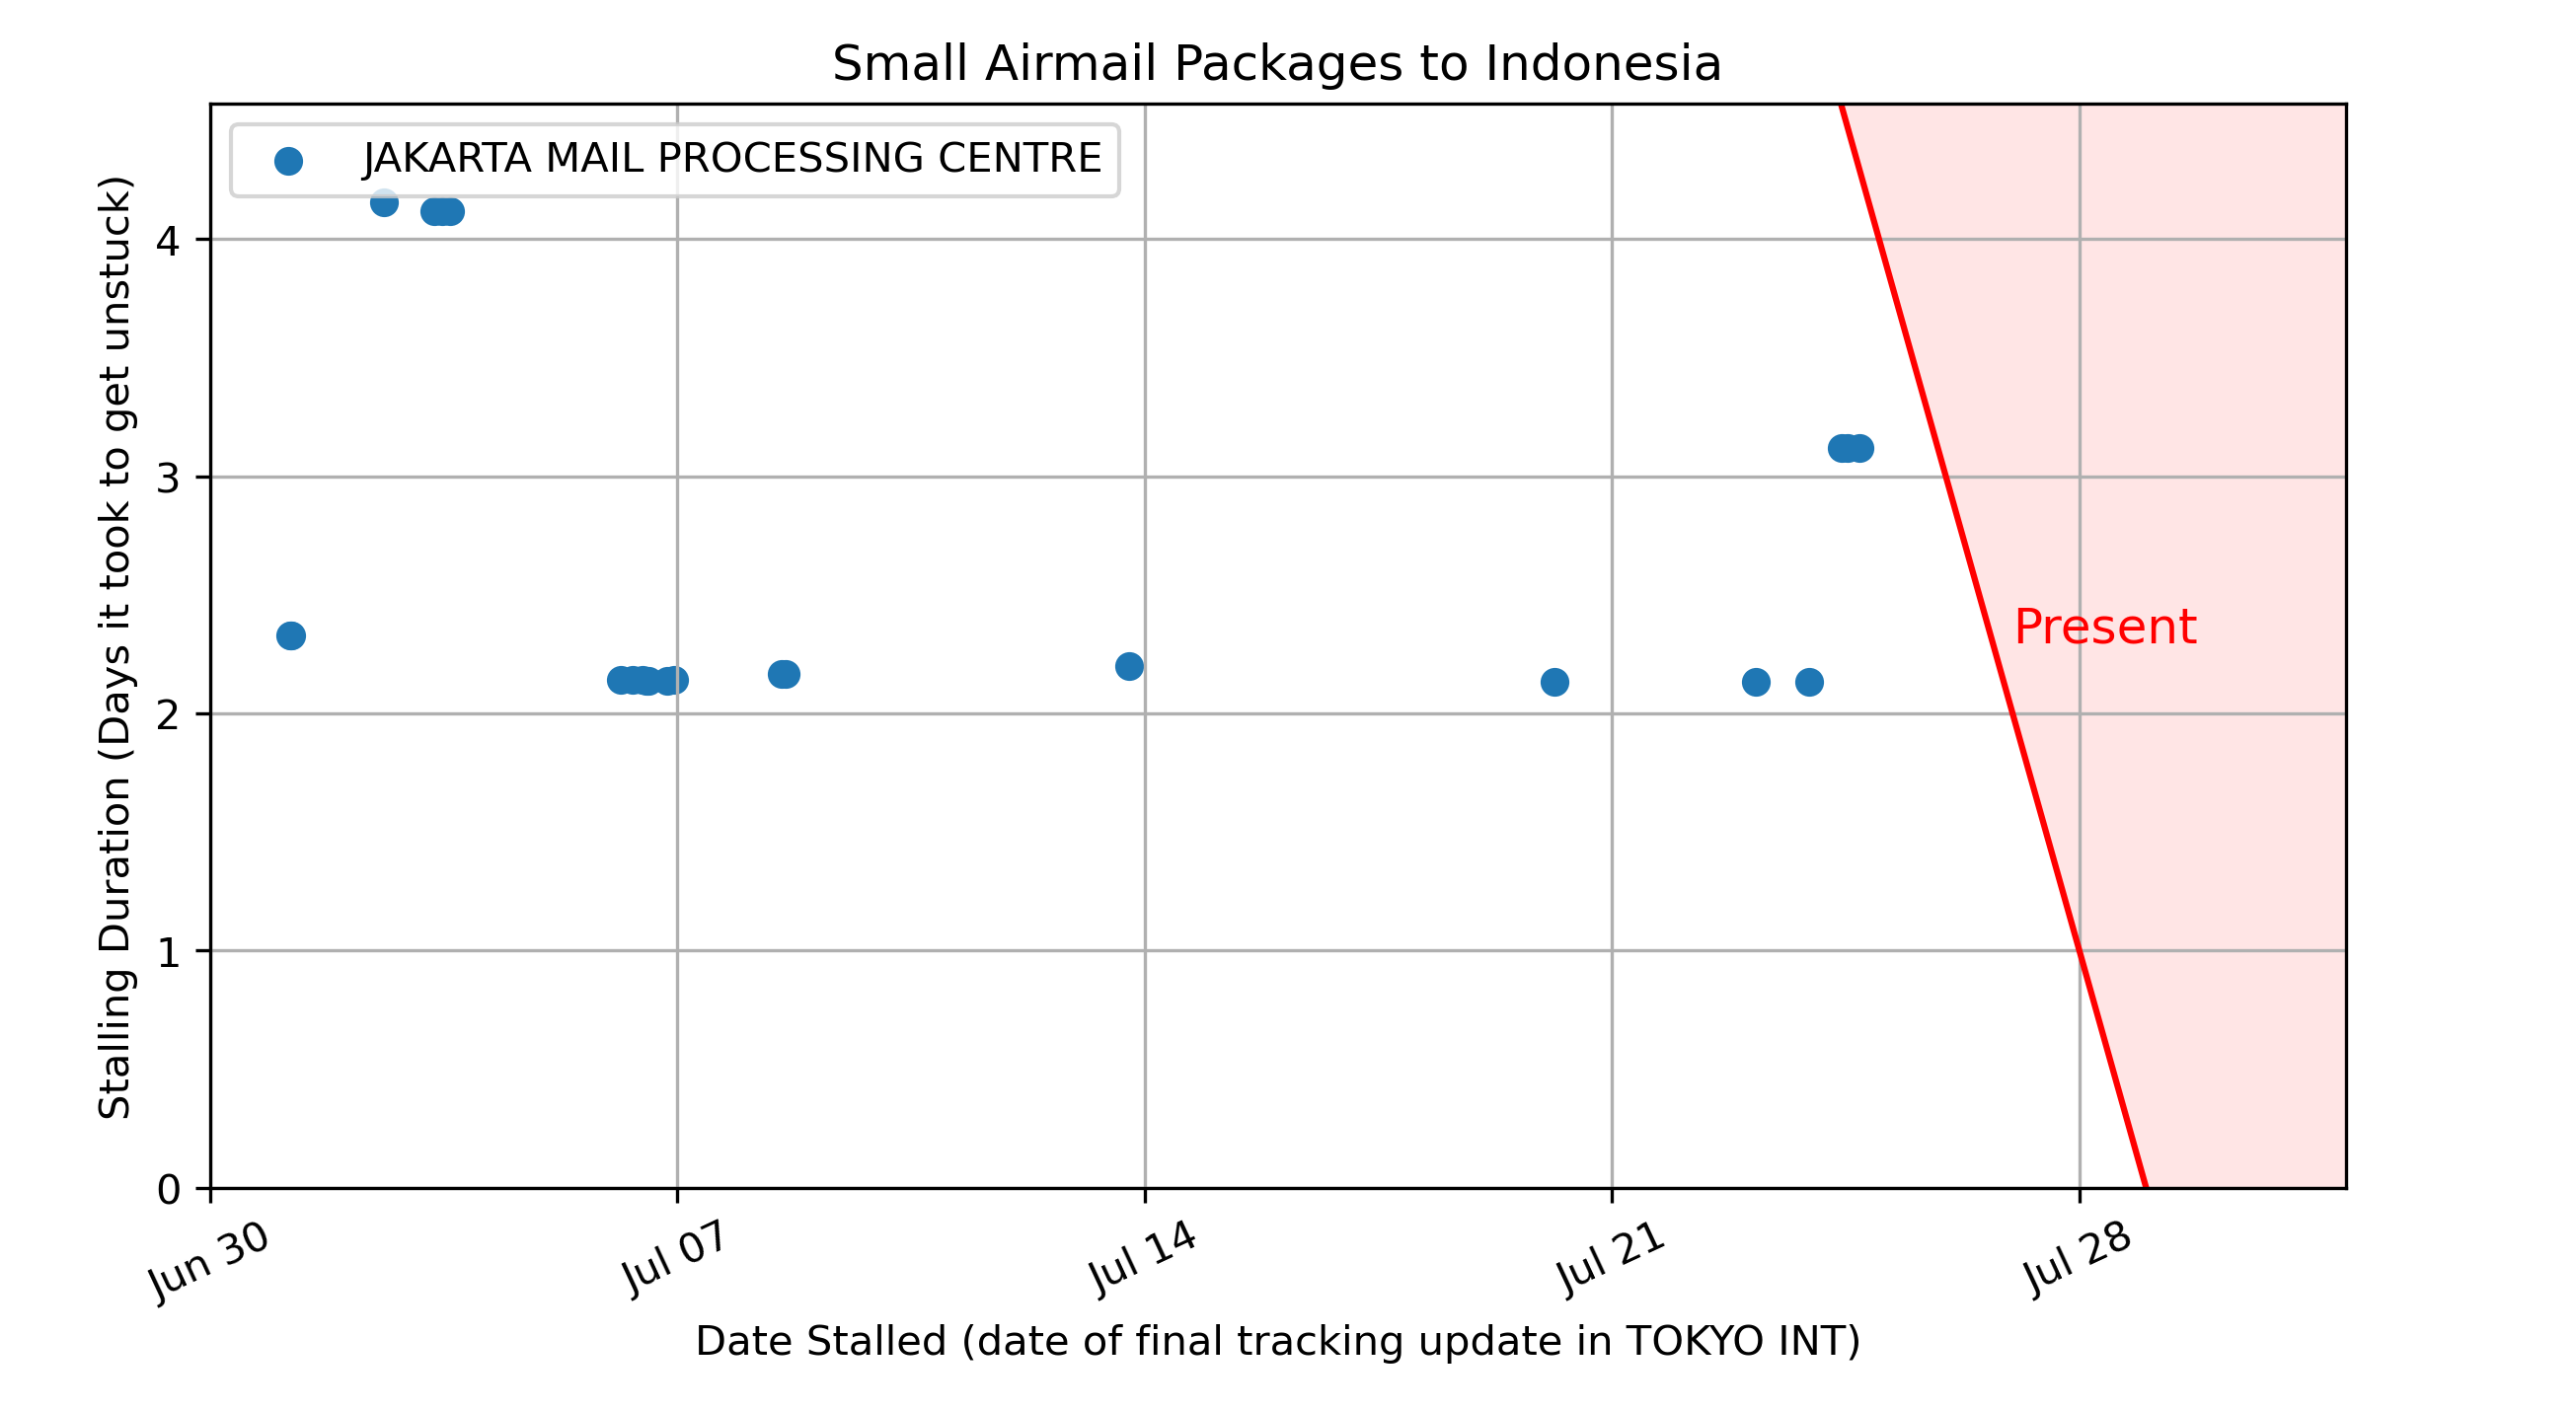 Small Airmail Packages to Indonesia
JAKARTA MAIL PROCESSING CENTRE
Stalling Duration (Days it took to get unstuck)
4
3
2
1
0
Present
Jun 30
Jul 07
Jul 14
Jul 21
Jul 28
Date Stalled (date of final tracking update in TOKYO INT)